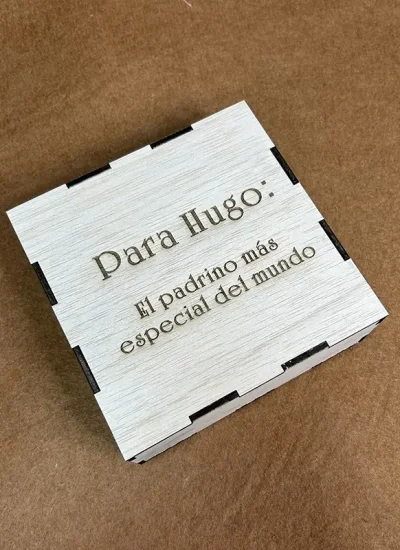 Para Hugo:
El padrino más
especial del mundo